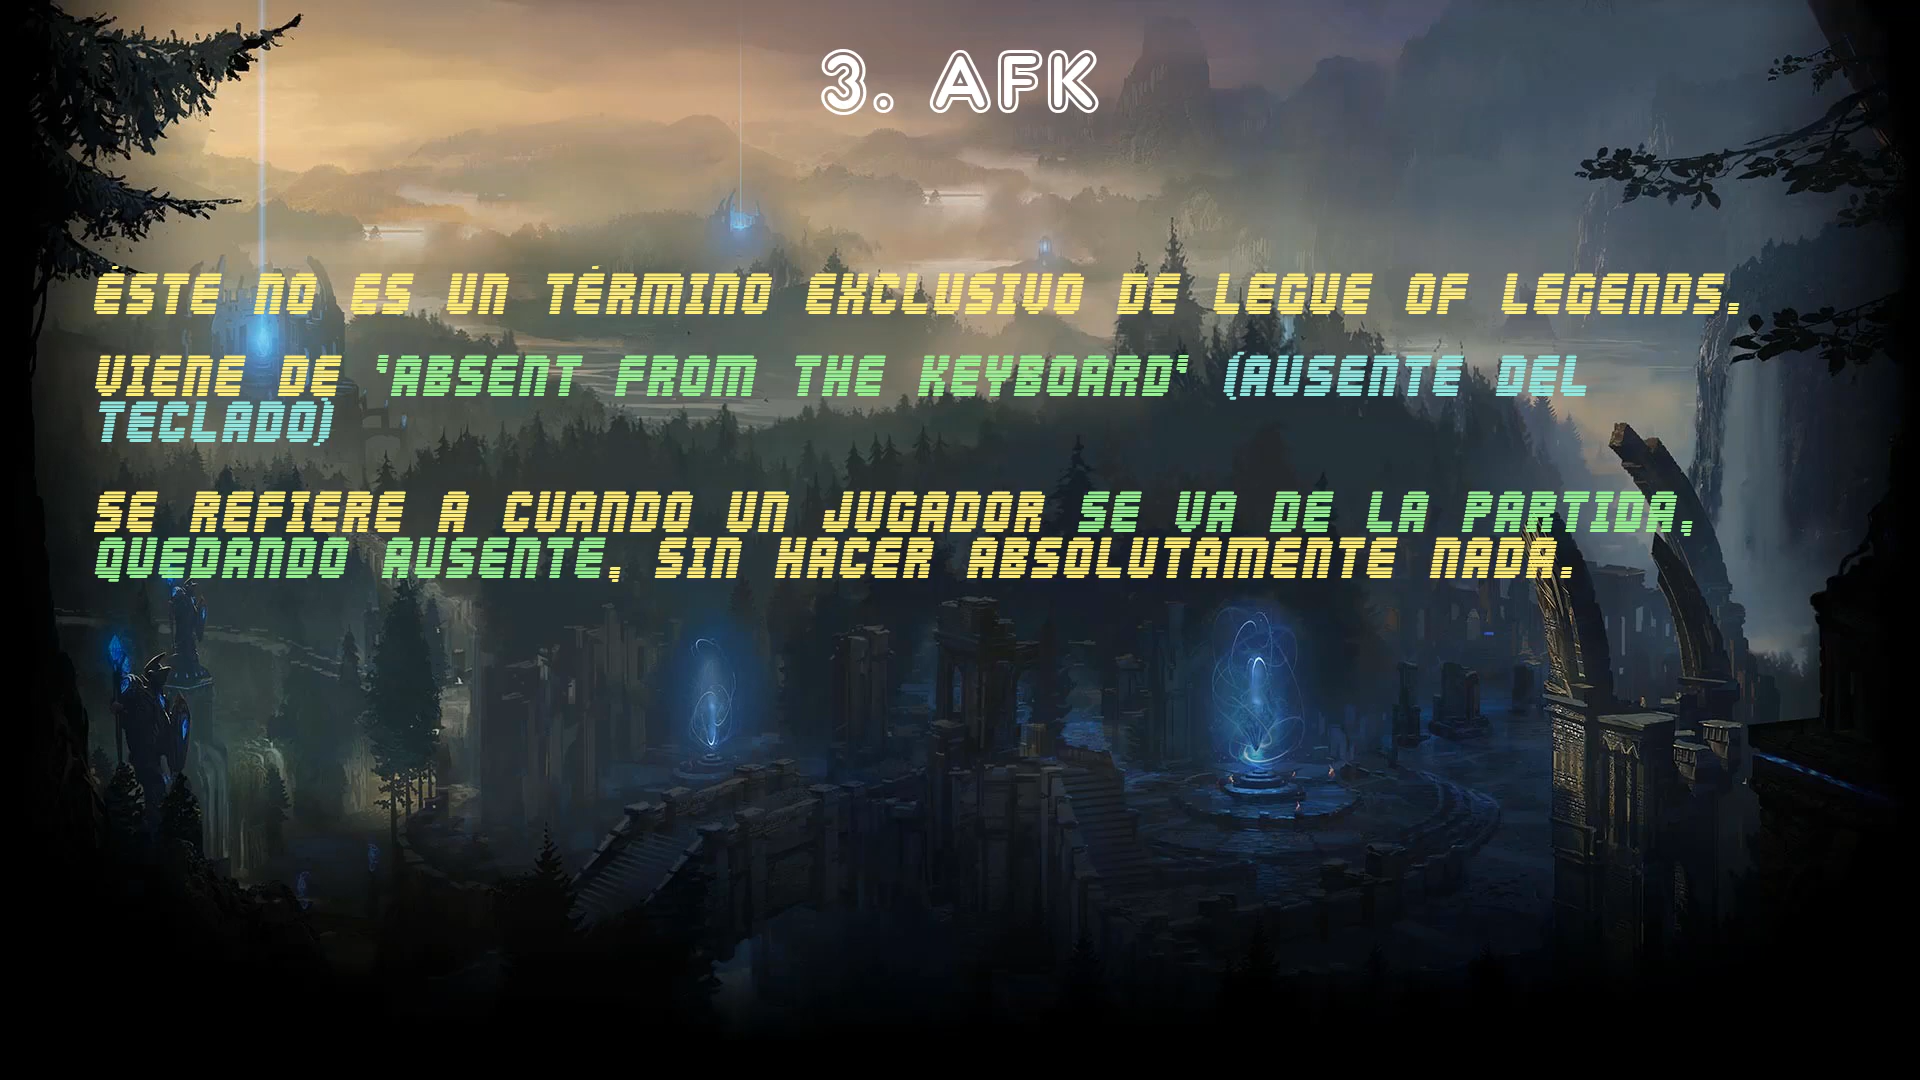 3. AFK
ÉSTE NO ES UN TÉRMINO EXCLUSIVO DE LEGUE OF LEGENDS.
VIENE DE 'ABSENT FROM THE KEYBOARD' (AUSENTE DEL
TECLADO)
SE REFIERE A CUANDO UN JUGADOR SE VA DE LA PARTIDA,
QUEDANDO AUSENTE, SIN HACER ABSOLUTAMENTE NADA.